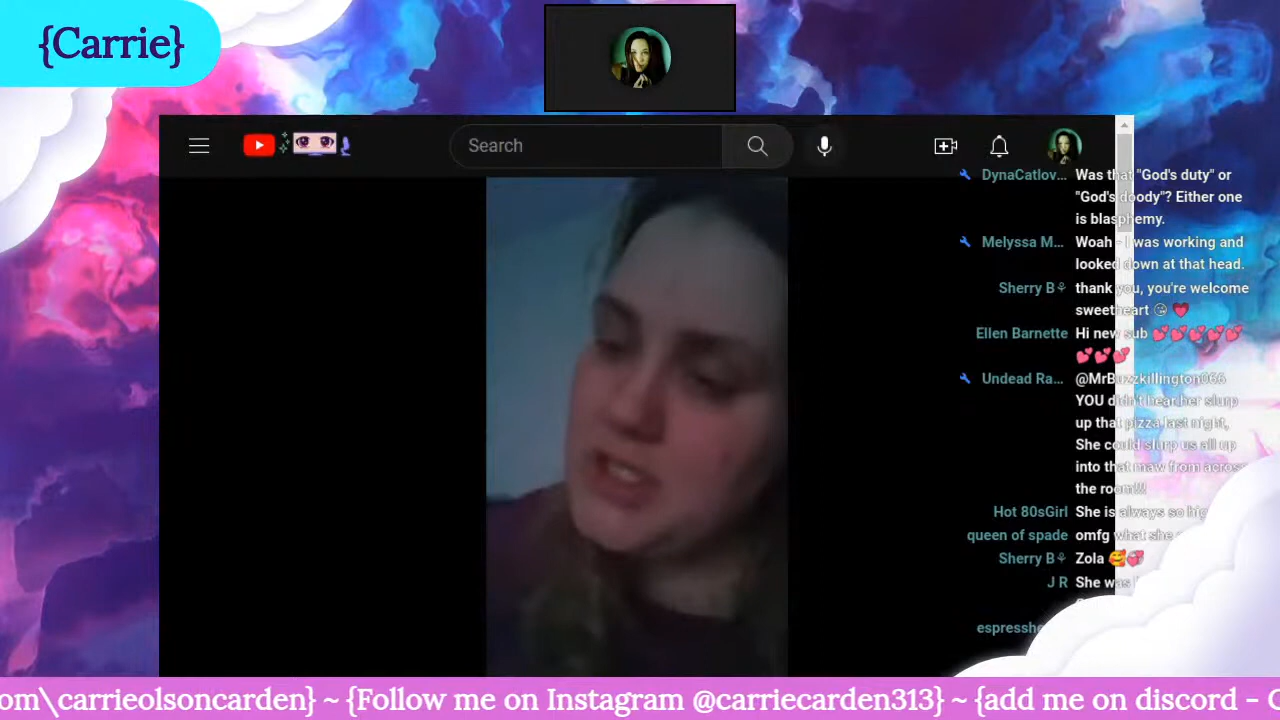 {Carrie}
Search
DynaCatlov... Was that "God's duty" or
"God's doody"? Either one
is blasphemy.
Melyssa M... Woah - I was working and
looked down at that head.
Sherry B thank you, you're welcome
sweetheart 😘 💗
Ellen Barnette Hi new sub 💕💕💕💕💕
💕💕💕
Undead Ra... @MrBuzzkillington066
YOU didn't hear her slurp
up that pizza last night,
She could slurp us all up
into that maw from across
the room!!!
Hot 80sGirl She is always so
queen of spade omfg what she
Sherry B Zola 🥰💞
J R She was
om\carrieolsoncarden} ~ {Follow me on Instagram @carriecarden313} ~ {add me on discord -